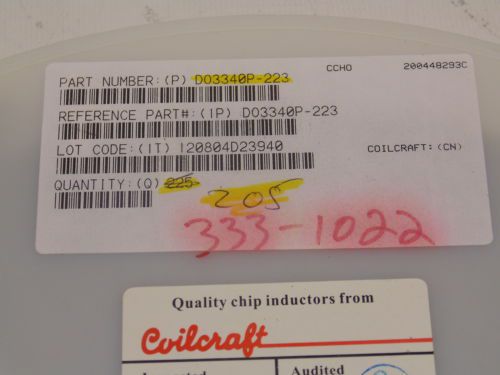 CCHO 200448293C
PART NUMBER:(P) DO3340P-223
REFERENCE PART#:(1P) DO3340P-223
LOT CODE:(1T) 120804D23940
COILCRAFT:(CN)
QUANTITY:(Q) 225
205
333-1022
Quality chip inductors from
Coilcraft
Audited